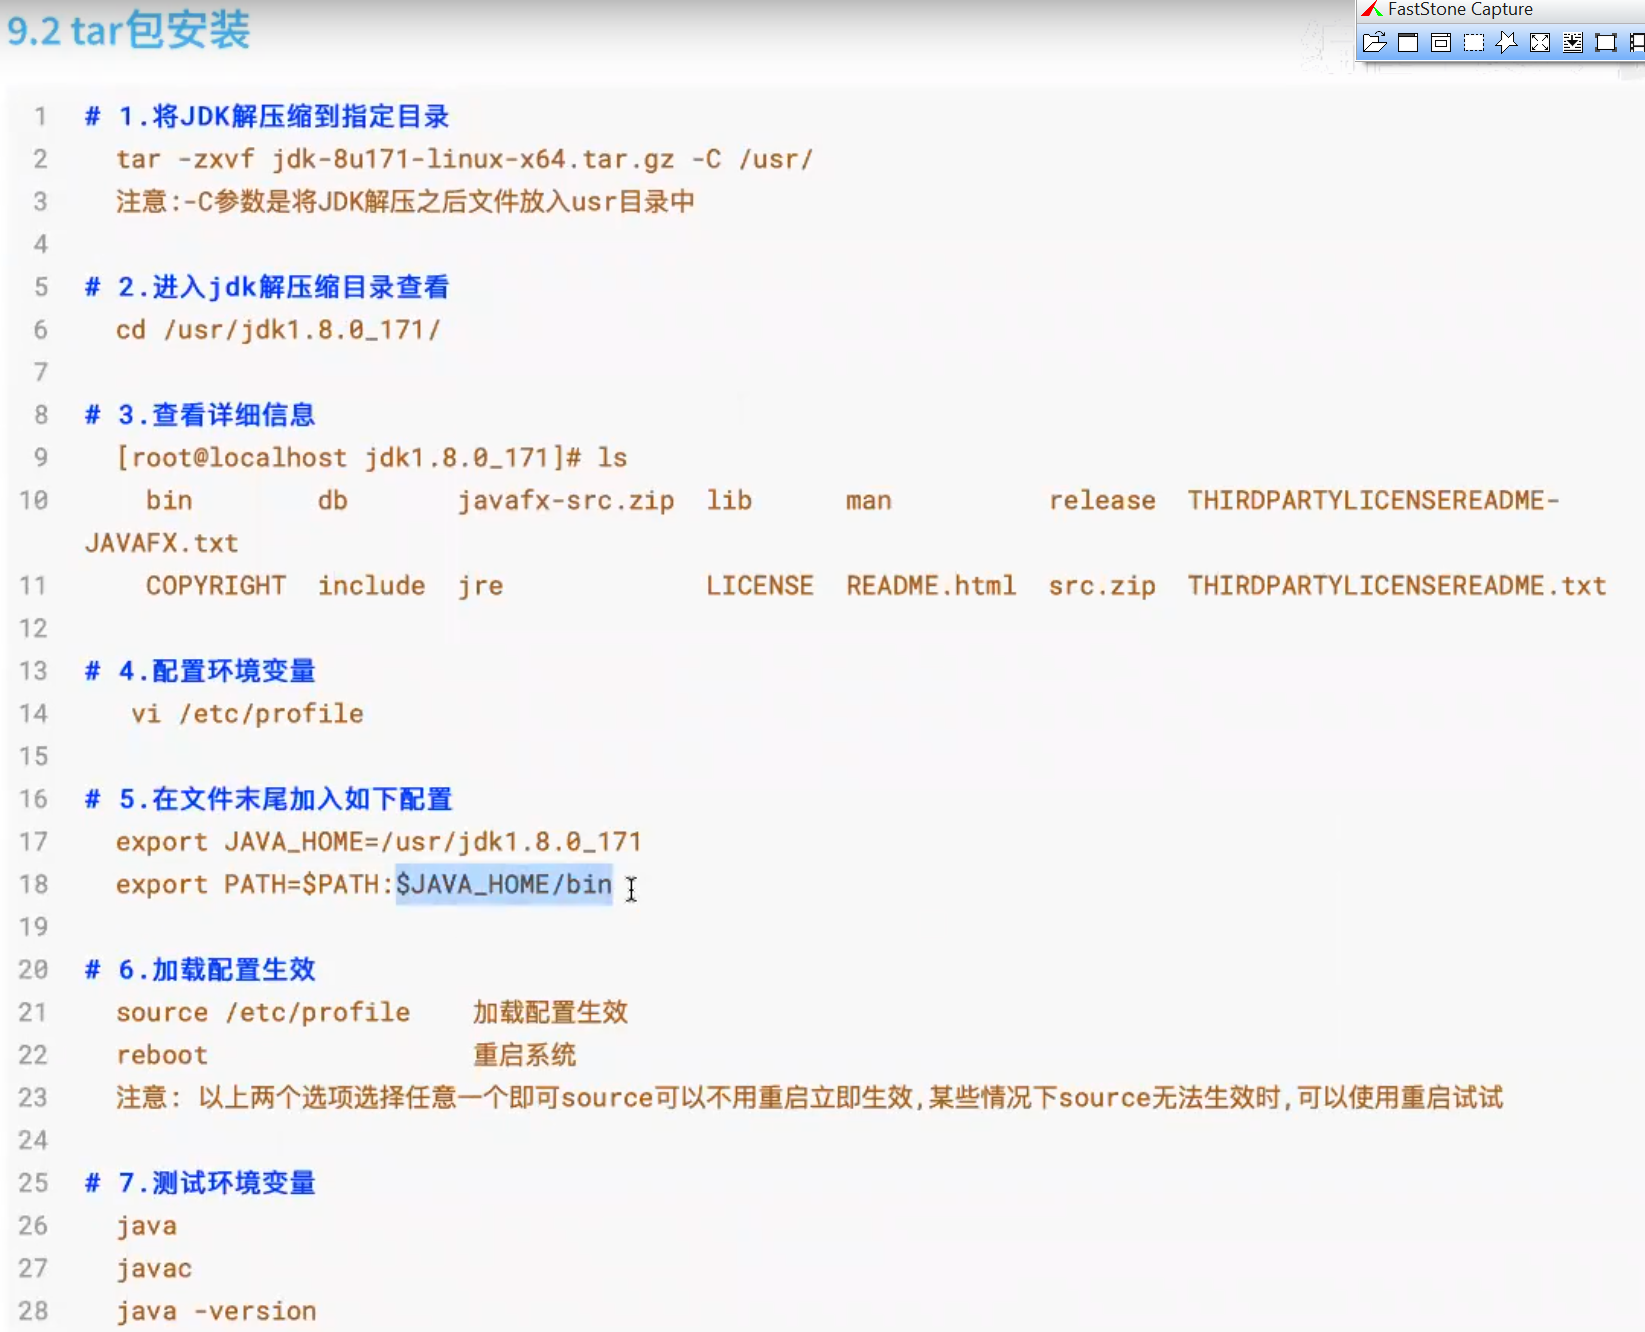 9.2 tar包安装
FastStone Capture
1 # 1.将JDK解压缩到指定目录
2 tar -zxvf jdk-8u171-linux-x64.tar.gz -C /usr/
3 注意:-C参数是将JDK解压之后文件放入usr目录中
4
5 # 2.进入jdk解压缩目录查看
6 cd /usr/jdk1.8.0_171/
7
8 # 3.查看详细信息
9 [root@localhost jdk1.8.0_171]# ls
10 bin db javafx-src.zip lib man release THIRDPARTYLICENSEREADME-
JAVAFX.txt
11 COPYRIGHT include jre LICENSE README.html src.zip THIRDPARTYLICENSEREADME.txt
12
13 # 4.配置环境变量
14 vi /etc/profile
15
16 # 5.在文件末尾加入如下配置
17 export JAVA_HOME=/usr/jdk1.8.0_171
18 export PATH=$PATH:$JAVA_HOME/bin
19
20 # 6.加载配置生效
21 source /etc/profile 加载配置生效
22 reboot 重启系统
23 注意: 以上两个选项选择任意一个即可source可以不用重启立即生效,某些情况下source无法生效时,可以使用重启试试
24
25 # 7.测试环境变量
26 java
27 javac
28 java -version